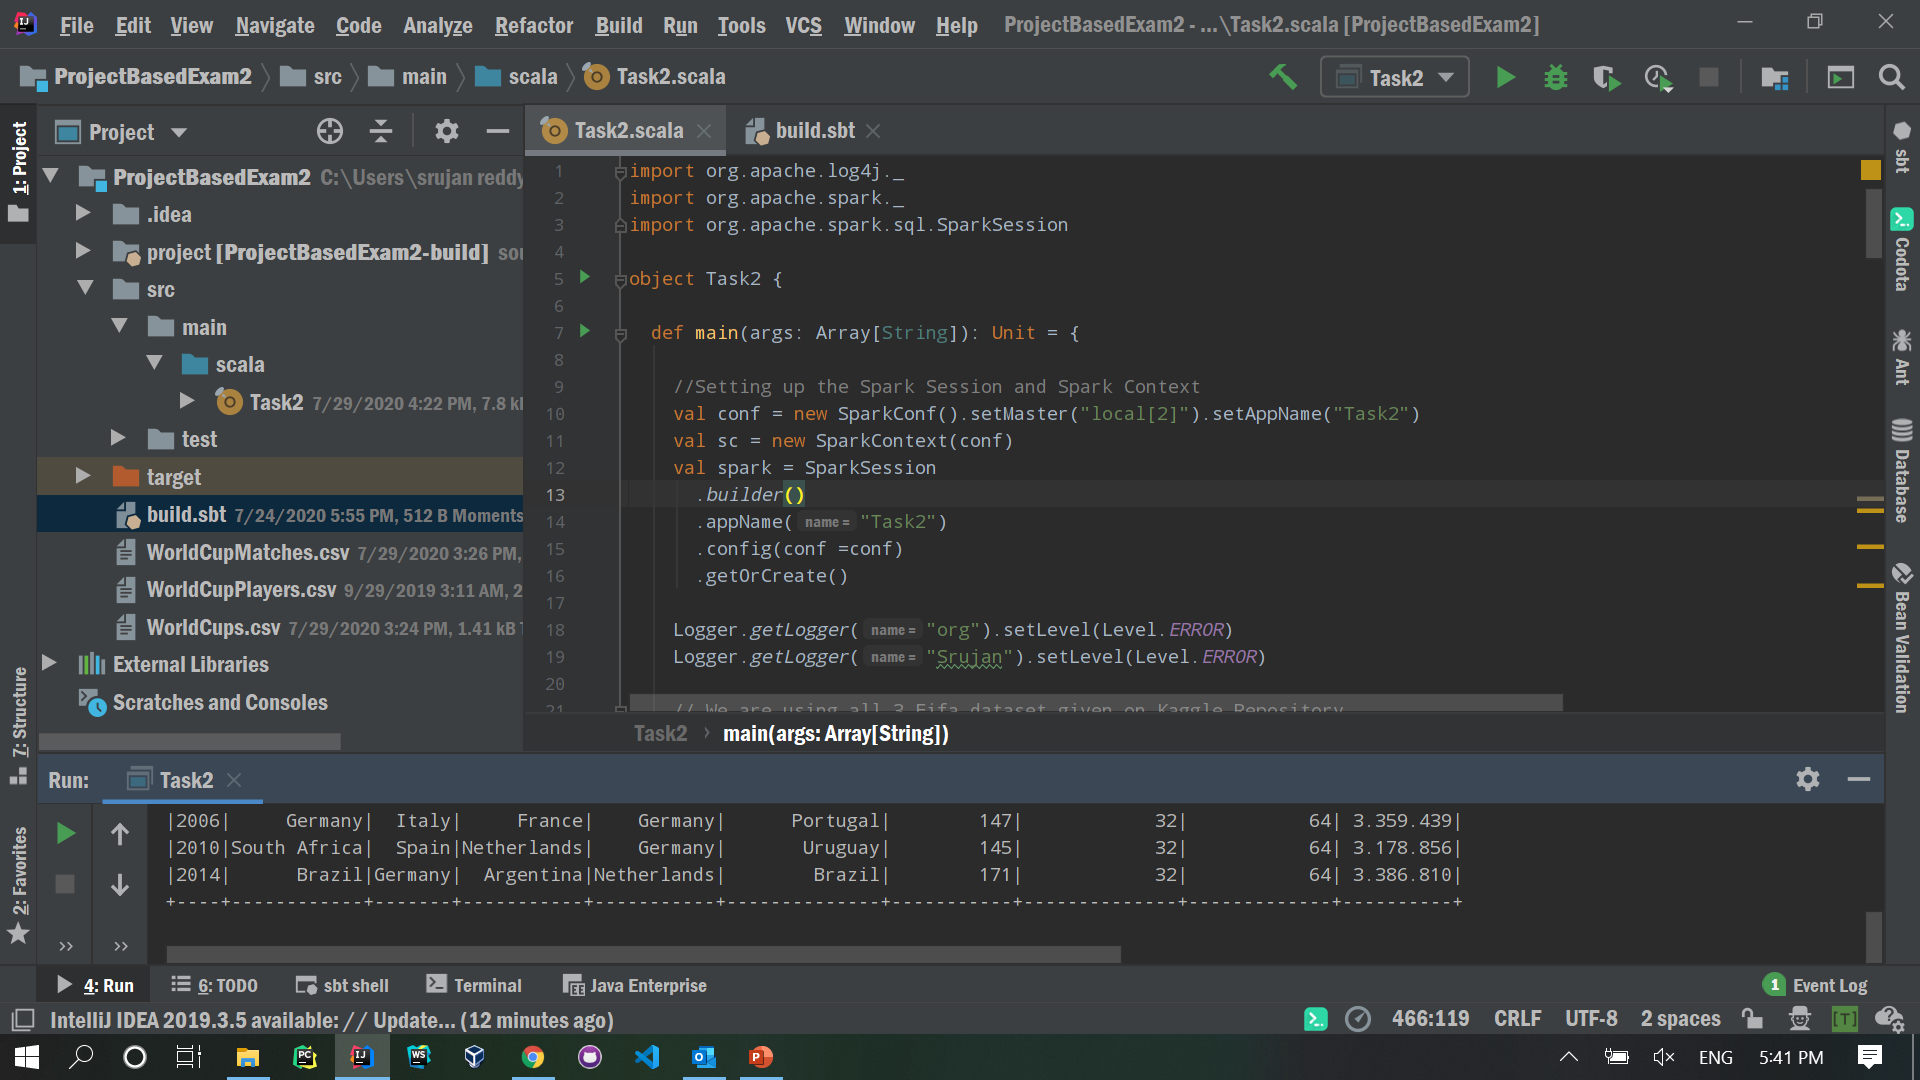 File Edit View Navigate Code Analyze Refactor Build Run Tools VCS Window Help ProjectBasedExam2 - ...\Task2.scala [ProjectBasedExam2]
ProjectBasedExam2 src main scala Task2.scala Task2
1: Project
Project
ProjectBasedExam2 C:\Users\srujan reddy
.idea
project [ProjectBasedExam2-build] sou
src
main
scala
Task2 7/29/2020 4:22 PM, 7.8 k
test
target
build.sbt 7/24/2020 5:55 PM, 512 B Moments
WorldCupMatches.csv 7/29/2020 3:26 PM,
WorldCupPlayers.csv 9/29/2019 3:11 AM, 2
WorldCups.csv 7/29/2020 3:24 PM, 1.41 kB
External Libraries
Scratches and Consoles
7: Structure
2: Favorites
Task2.scala build.sbt
1 import org.apache.log4j._
2 import org.apache.spark._
3 import org.apache.spark.sql.SparkSession
4
5 object Task2 {
6
7 def main(args: Array[String]): Unit = {
8
9 //Setting up the Spark Session and Spark Context
10 val conf = new SparkConf().setMaster("local[2]").setAppName("Task2")
11 val sc = new SparkContext(conf)
12 val spark = SparkSession
13 .builder()
14 .appName( name = "Task2")
15 .config(conf =conf)
16 .getOrCreate()
17
18 Logger.getLogger( name = "org").setLevel(Level.ERROR)
19 Logger.getLogger( name = "Srujan").setLevel(Level.ERROR)
20
21 // We are using all 3 Fifa dataset given on Kaggle Repository
Task2 › main(args: Array[String])
sbt
Codota
Ant
Database
Bean Validation
Run: Task2
|2006|     Germany|  Italy|     France|    Germany|      Portugal|        147|            32|           64| 3.359.439|
|2010|South Africa|  Spain|Netherlands|    Germany|       Uruguay|        145|            32|           64| 3.178.856|
|2014|      Brazil|Germany|  Argentina|Netherlands|        Brazil|        171|            32|           64| 3.386.810|
+----+------------+-------+-----------+-----------+--------------+-----------+--------------+-------------+----------+
4: Run 6: TODO sbt shell Terminal Java Enterprise 1 Event Log
IntelliJ IDEA 2019.3.5 available: // Update... (12 minutes ago) 466:119 CRLF UTF-8 2 spaces [T]
ENG 5:41 PM